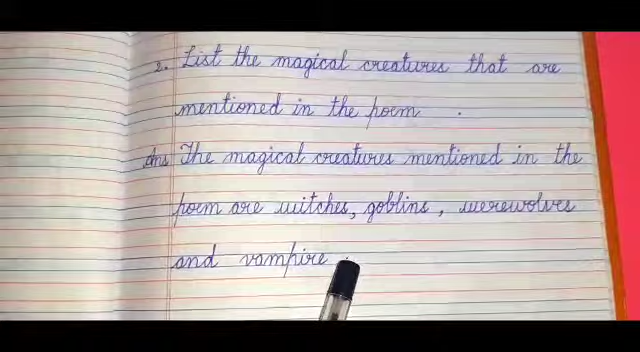 2. List the magical creatures that are
mentioned in the poem .
Ans The magical creatures mentioned in the
poem are witches, goblins, werewolves
and vampire .